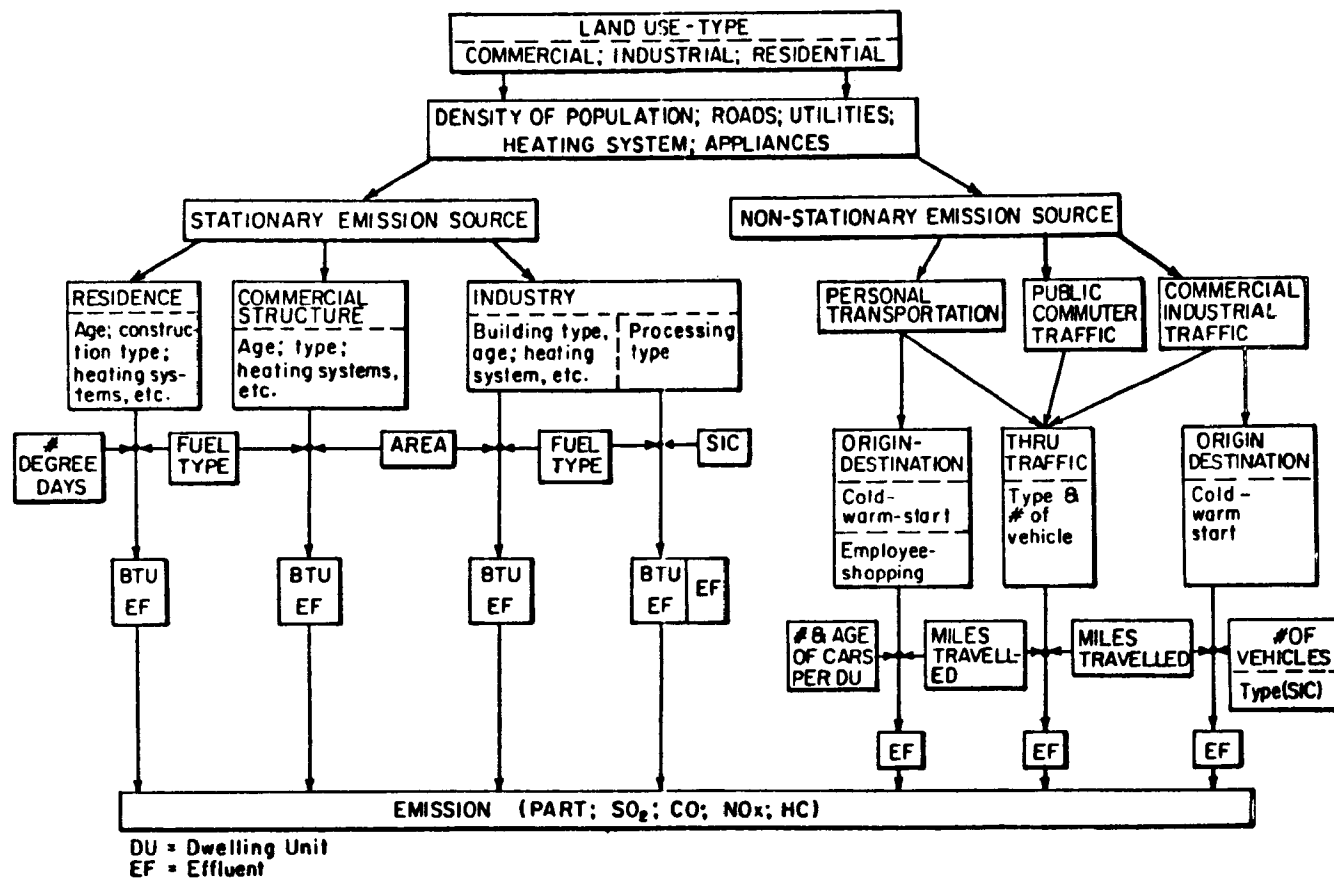 LAND USE-TYPE
COMMERCIAL; INDUSTRIAL; RESIDENTIAL
DENSITY OF POPULATION; ROADS; UTILITIES;
HEATING SYSTEM; APPLIANCES
STATIONARY EMISSION SOURCE
NON-STATIONARY EMISSION SOURCE
RESIDENCE
Age; construc-
tion type;
heating sys-
tems, etc.
COMMERCIAL
STRUCTURE
Age; type;
heating systems,
etc.
INDUSTRY
Building type,
age; heating
system, etc.
Processing
type
PERSONAL
TRANSPORTATION
PUBLIC
COMMUTER
TRAFFIC
COMMERCIAL
INDUSTRIAL
TRAFFIC
#
DEGREE
DAYS
FUEL
TYPE
AREA
FUEL
TYPE
SIC
ORIGIN-
DESTINATION
Cold-
warm-start
Employee-
shopping
THRU
TRAFFIC
Type &
# of
vehicle
ORIGIN
DESTINATION
Cold-
warm
start
BTU
EF
BTU
EF
BTU
EF
BTU
EF
EF
# & AGE
OF CARS
PER DU
MILES
TRAVELL-
ED
MILES
TRAVELLED
# OF
VEHICLES
Type(SIC)
EF
EF
EF
EMISSION (PART; SO₂; CO; NOx; HC)
DU = Dwelling Unit
EF = Effluent